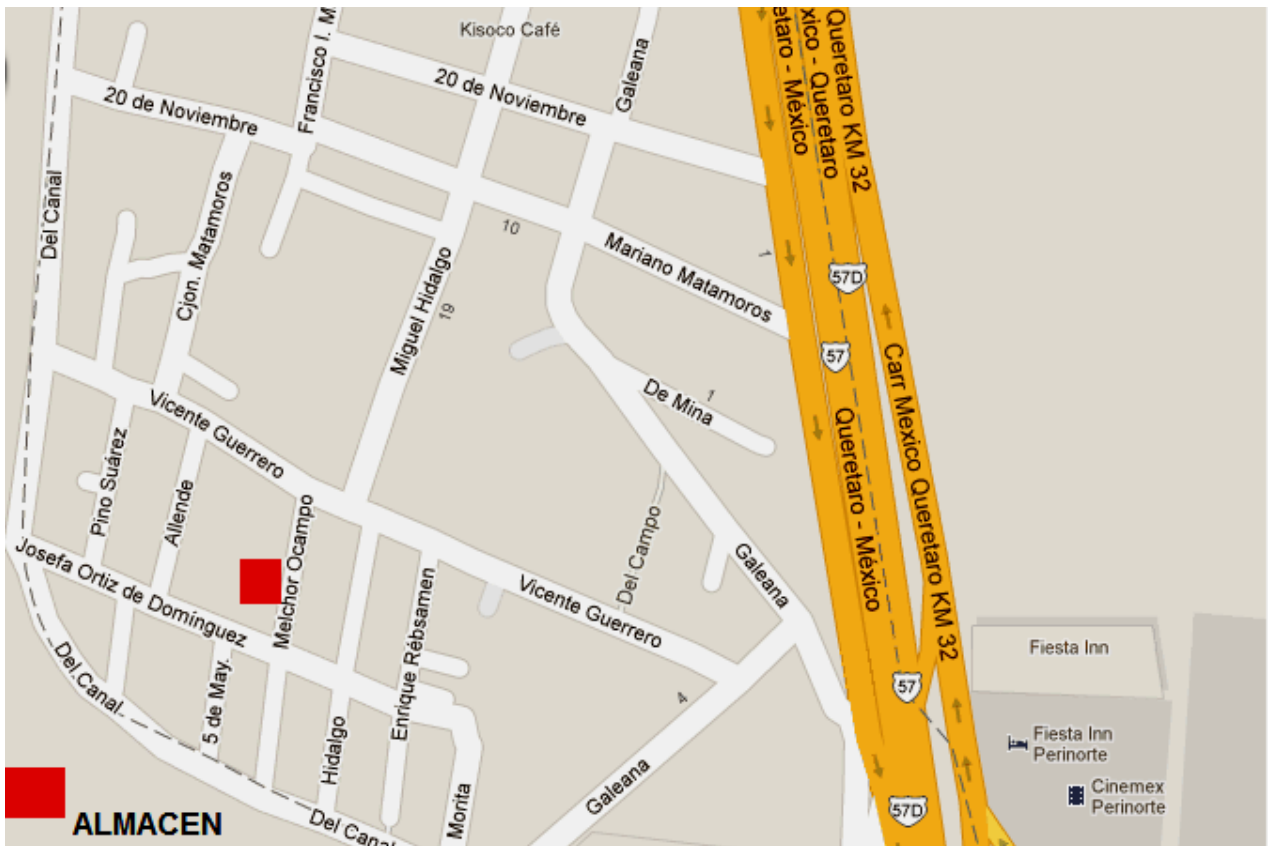 Kisoco Café
Francisco I. M
Galeana
20 de Noviembre
20 de Noviembre
etaro - México
xico - Queretaro
Queretaro KM 32
Del Canal
Cjon. Matamoros
Miguel Hidalgo
10
19
Mariano Matamoros
1
57D
57
Carr Mexico Queretaro KM 32
De Mina
1
Queretaro - México
Vicente Guerrero
Pino Suárez
Allende
Melchor Ocampo
Josefa Ortiz de Domínguez
Del Campo
Galeana
Vicente Guerrero
Enrique Rébsamen
4
57
Fiesta Inn
Fiesta Inn
Perinorte
Cinemex
Perinorte
Del Canal
5 de May.
Hidalgo
Morita
Galeana
Del Canal
57D
ALMACEN